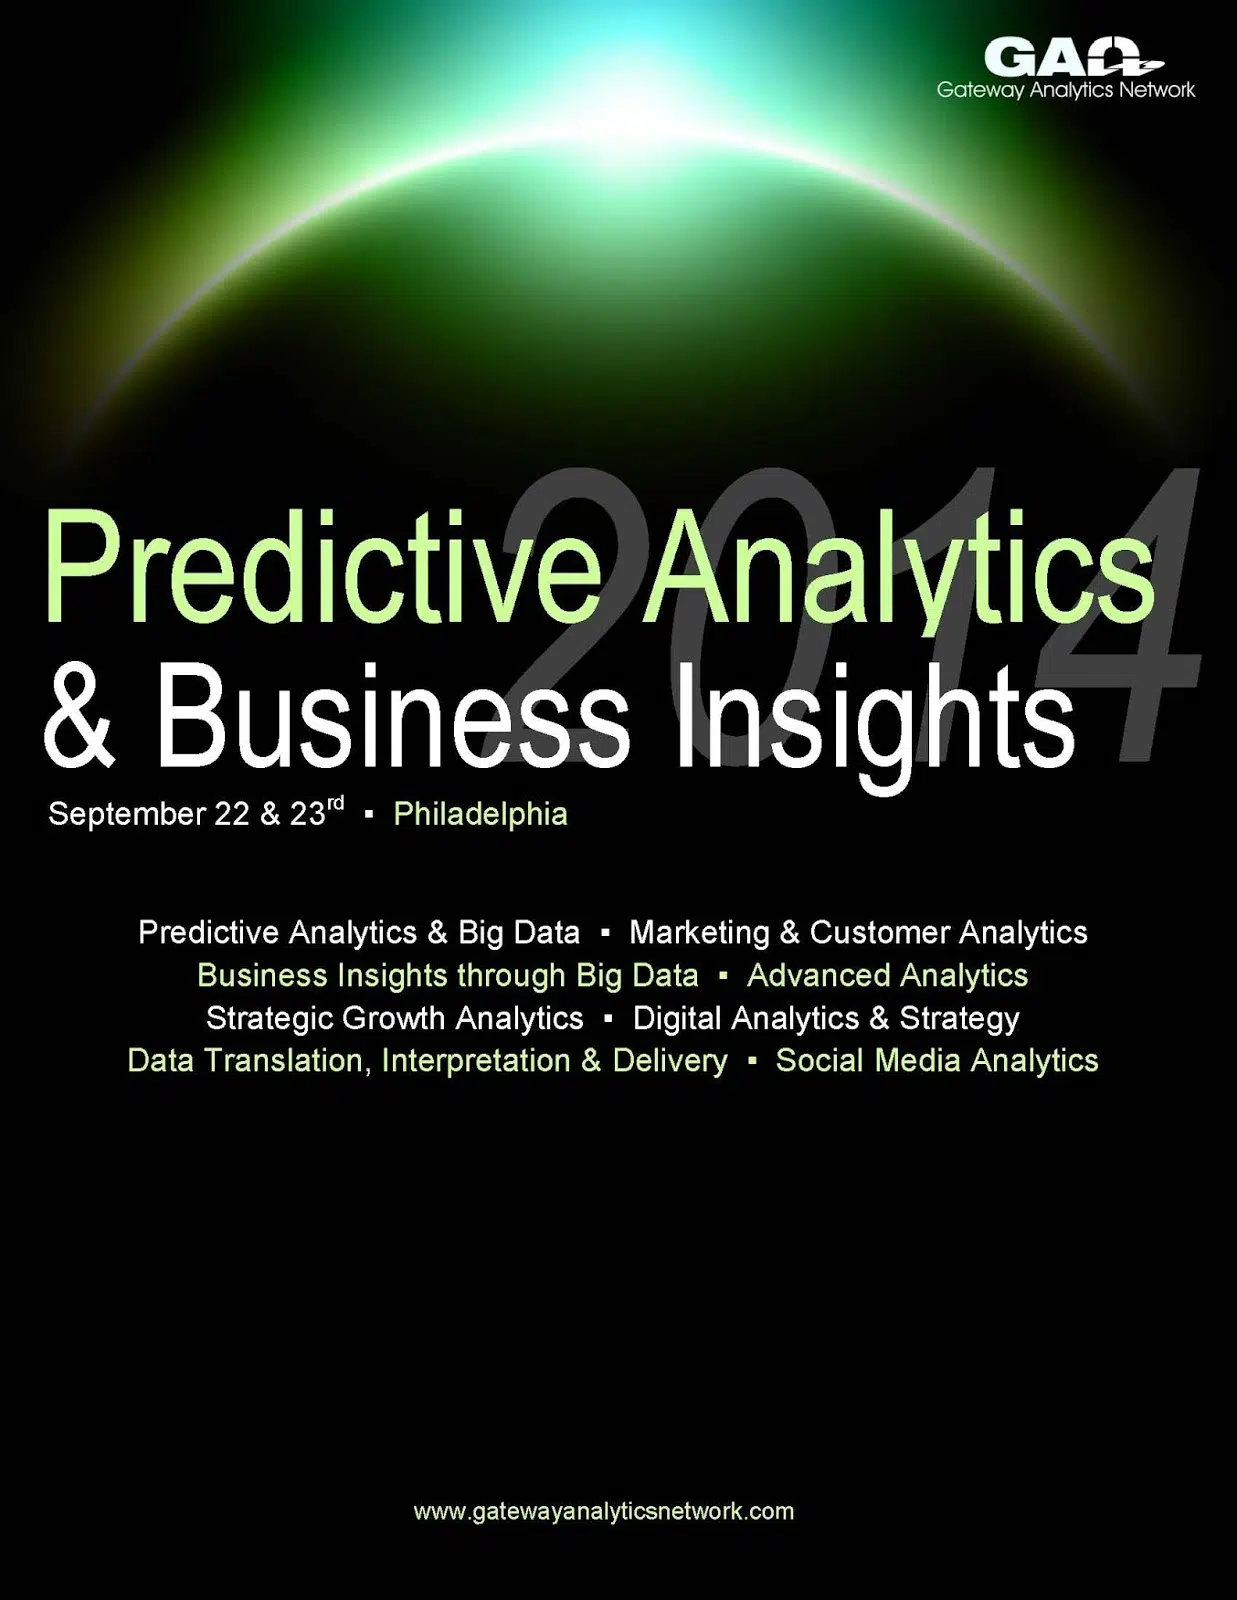 GAN
Gateway Analytics Network
2014
Predictive Analytics
& Business Insights
September 22 & 23rd ▪ Philadelphia
Predictive Analytics & Big Data ▪ Marketing & Customer Analytics
Business Insights through Big Data ▪ Advanced Analytics
Strategic Growth Analytics ▪ Digital Analytics & Strategy
Data Translation, Interpretation & Delivery ▪ Social Media Analytics
www.gatewayanalyticsnetwork.com